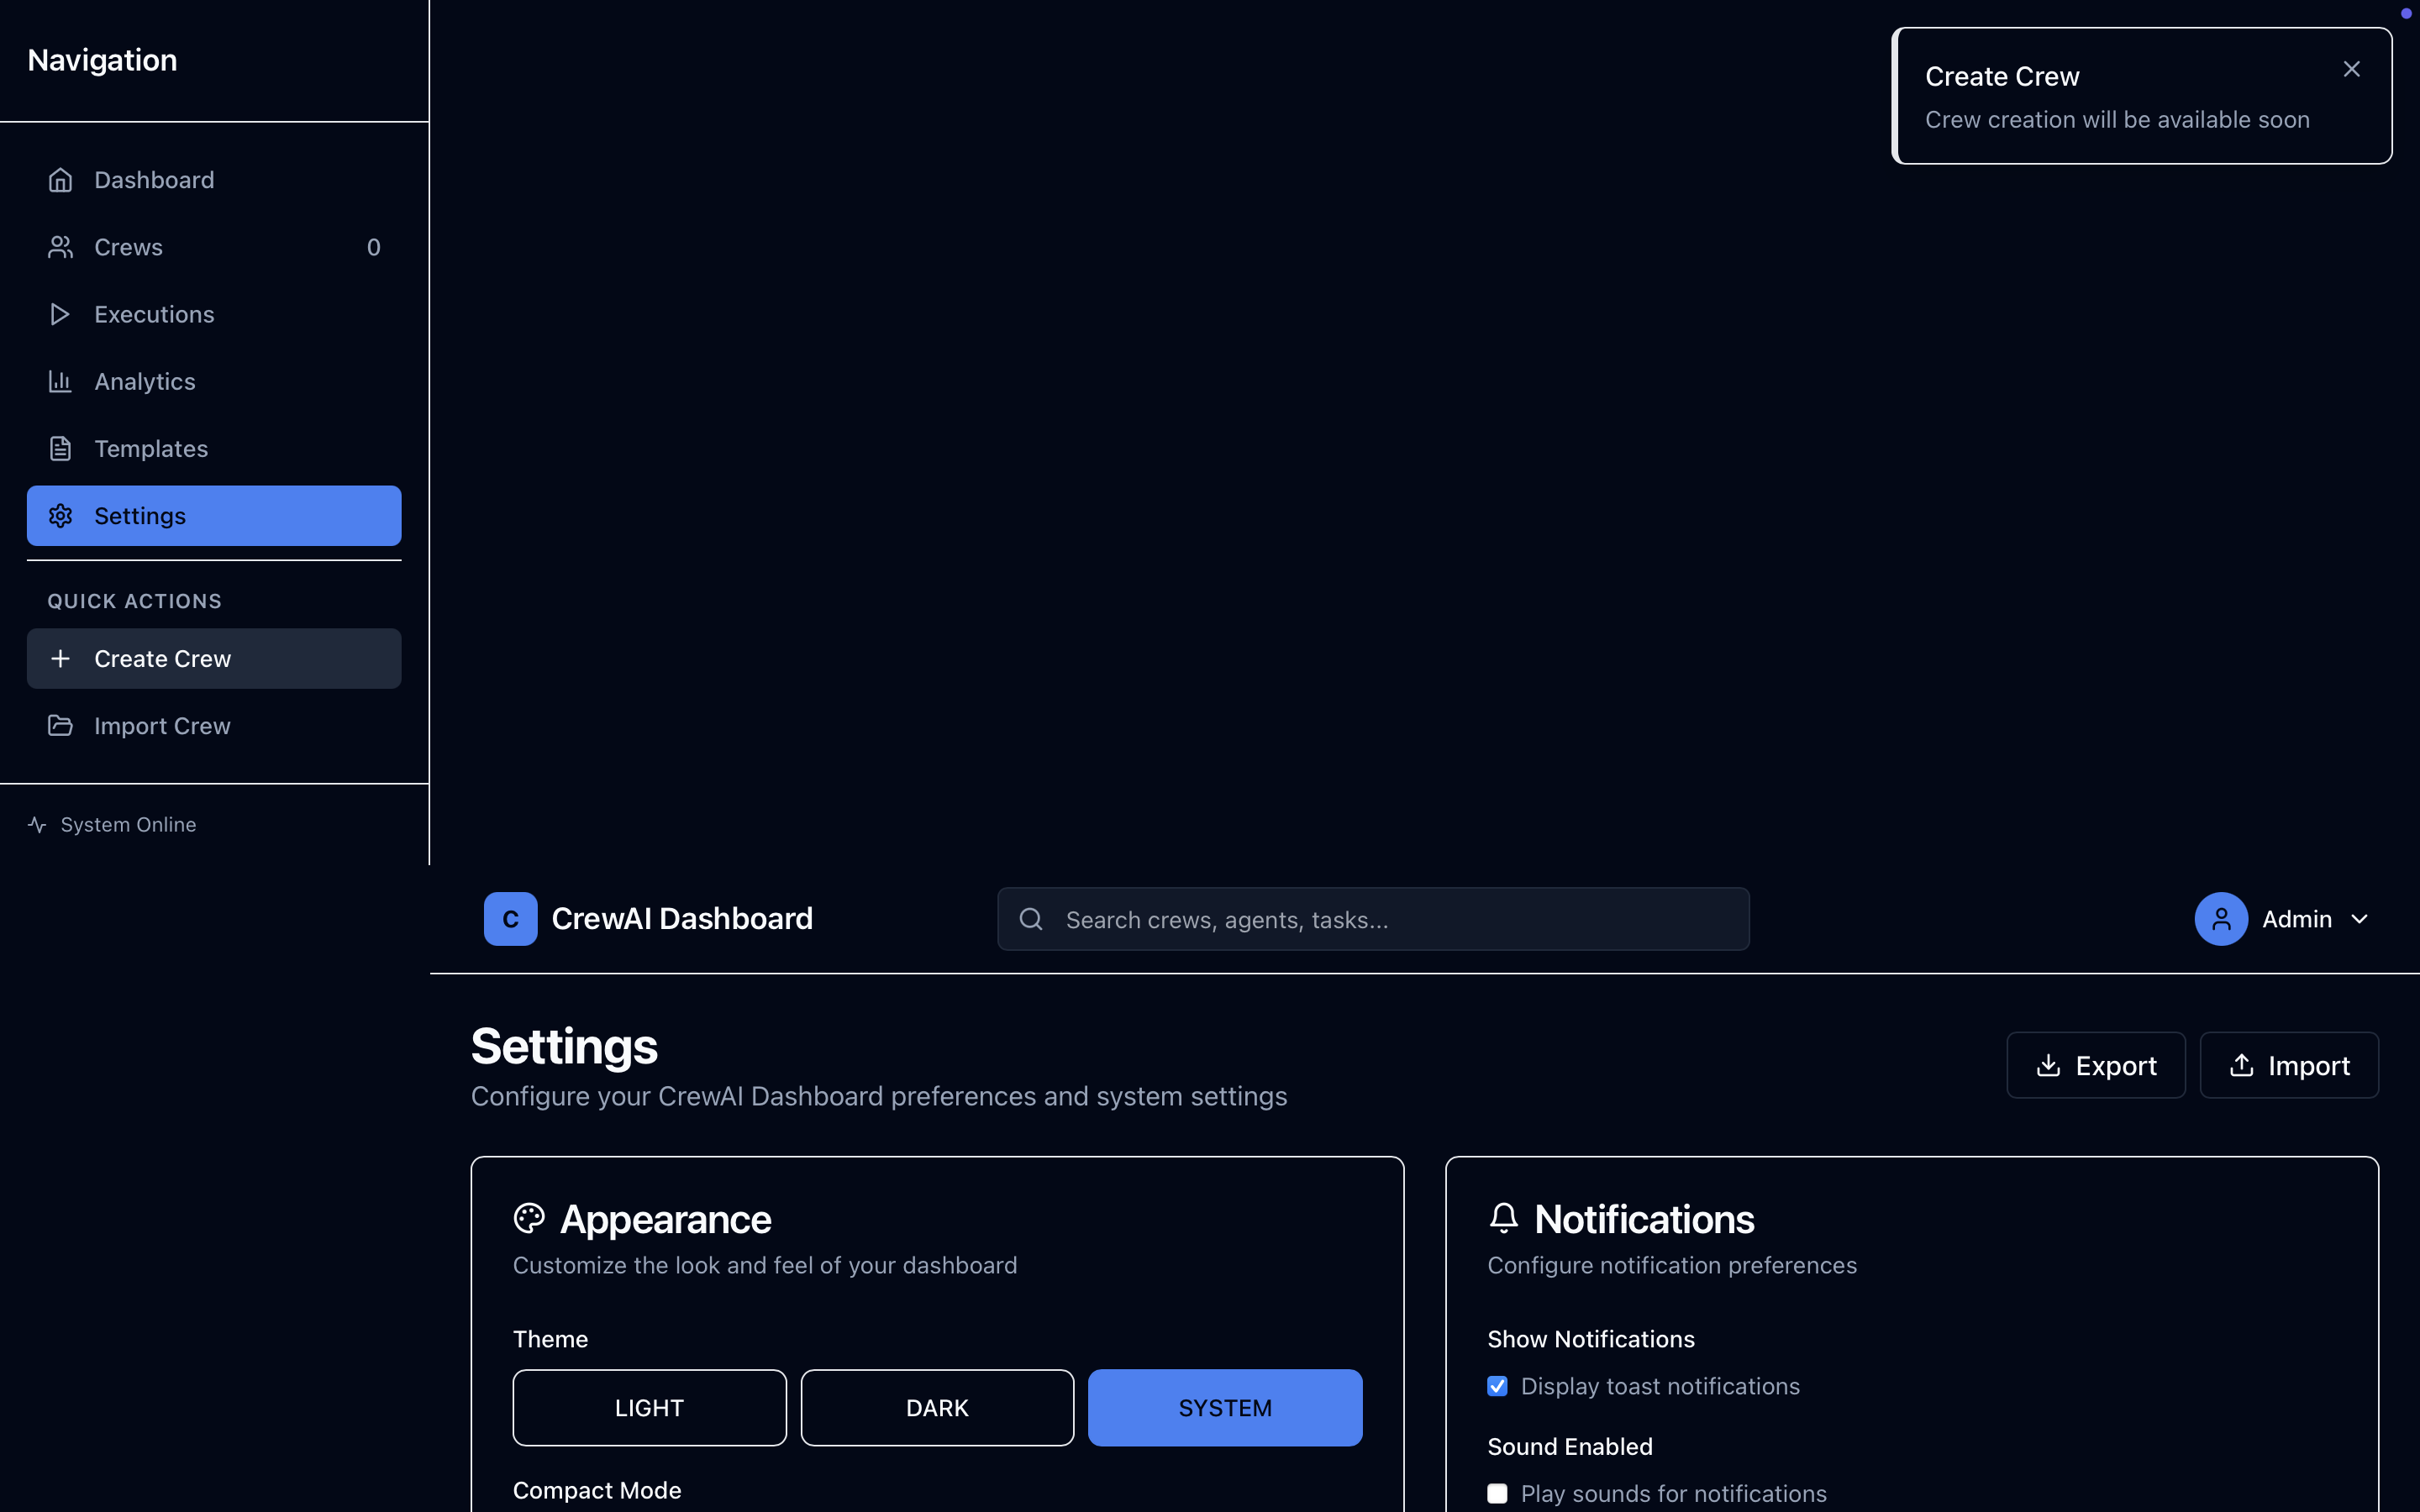 Navigation
Dashboard
Crews 0
Executions
Analytics
Templates
Settings
QUICK ACTIONS
Create Crew
Import Crew
System Online
Create Crew
Crew creation will be available soon
C CrewAI Dashboard
Search crews, agents, tasks...
Admin
Settings
Configure your CrewAI Dashboard preferences and system settings
Export
Import
Appearance
Customize the look and feel of your dashboard
Theme
LIGHT
DARK
SYSTEM
Compact Mode
Notifications
Configure notification preferences
Show Notifications
Display toast notifications
Sound Enabled
Play sounds for notifications